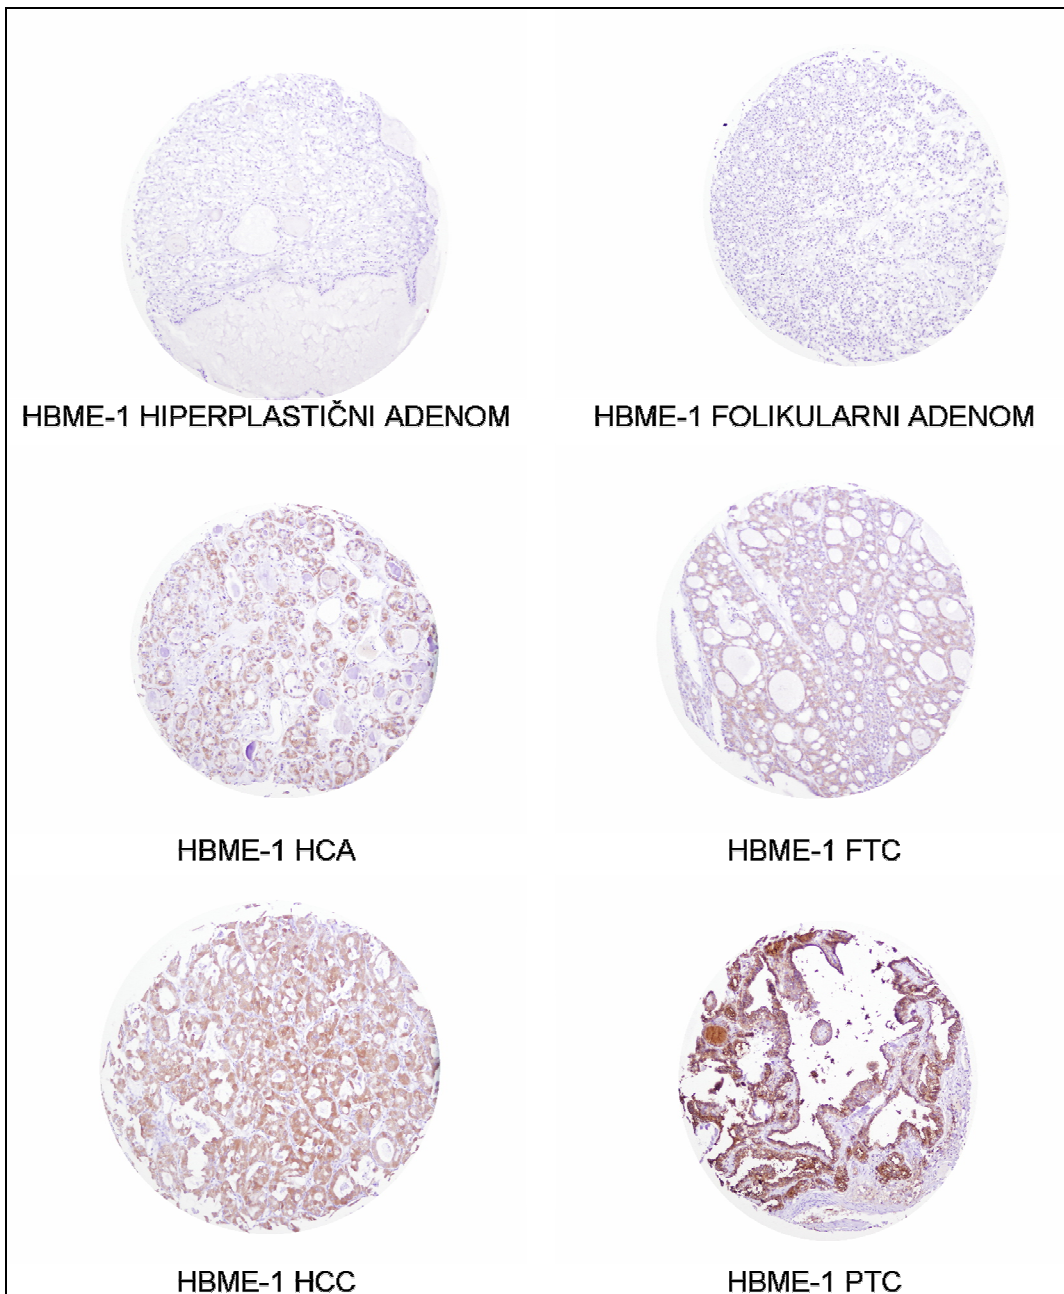 HBME-1 HIPERPLASTIČNI ADENOM
HBME-1 FOLIKULARNI ADENOM
HBME-1 HCA
HBME-1 FTC
HBME-1 HCC
HBME-1 PTC